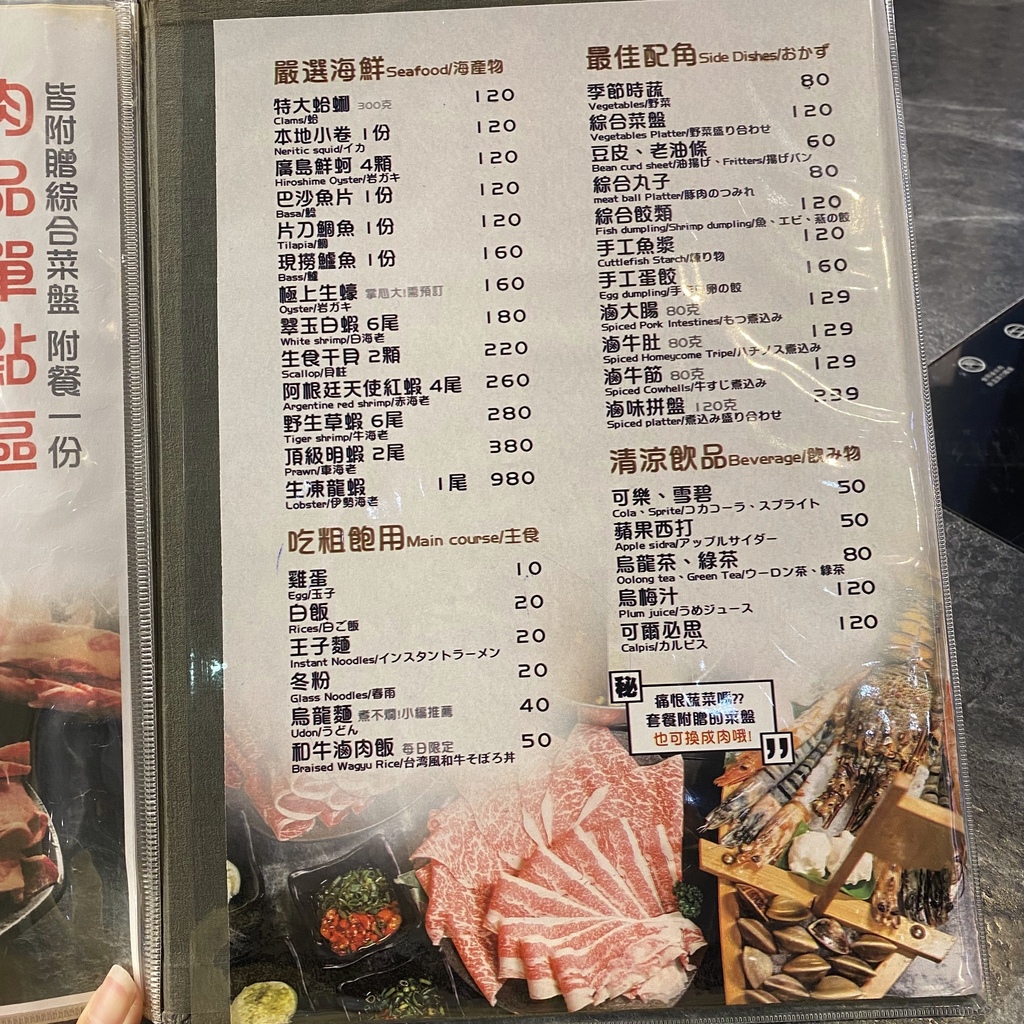 肉品單點區
皆附贈綜合菜盤 附餐一份
嚴選海鮮Seafood/海產物
特大蛤蜊 300克 120
Clams/蛤
本地小卷 1份 120
Neritic squid/イカ
廣島鮮蚵 4顆 120
Hiroshime Oyster/岩ガキ
巴沙魚片 1份 120
Basa/鯰
片刀鯛魚 1份 120
Tilapia/鯛
現撈鱸魚 1份 160
Bass/鱸
極上生蠔 掌心大!需預訂 160
Oyster/岩ガキ
翠玉白蝦 6尾 180
White shrimp/白海老
生食干貝 2顆 220
Scallop/貝柱
阿根廷天使紅蝦 4尾 260
Argentine red shrimp/赤海老
野生草蝦 6尾 280
Tiger shrimp/牛海老
頂級明蝦 2尾 380
Prawn/車海老
生凍龍蝦 1尾 980
Lobster/伊勢海老
吃粗飽用Main course/主食
雞蛋 10
Egg/玉子
白飯 20
Rices/白ご飯
王子麵 20
Instant Noodles/インスタントラーメン
冬粉 20
Glass Noodles/春雨
烏龍麵 煮不爛!小編推薦 40
Udon/うどん
和牛滷肉飯 每日限定 50
Braised Wagyu Rice/台湾風和牛そぼろ丼
最佳配角Side Dishes/おかず
季節時蔬 80
Vegetables/野菜
綜合菜盤 120
Vegetables Platter/野菜盛り合わせ
豆皮、老油條 60
Bean curd sheet/油揚げ、Fritters/揚げパン
綜合丸子 80
meat ball Platter/豚肉のつみれ
綜合餃類 120
Fish dumpling/Shrimp dumpling/魚、エビ、燕の餃
手工魚漿 120
Cuttlefish Starch/煉り物
手工蛋餃 160
Egg dumpling/手 卵の餃
滷大腸 80克 129
Spiced Pork Intestines/もつ煮込み
滷牛肚 80克 129
Spiced Homeycome Tripe/ハチノス煮込み
滷牛筋 80克 129
Spiced Cowhells/牛すじ煮込み
滷味拼盤 120克 239
Spiced platter/煮込み盛り合わせ
清涼飲品Beverage/飲み物
可樂、雪碧 50
Cola、Sprite/コカコーラ、スプライト
蘋果西打 50
Apple sidra/アップルサイダー
烏龍茶、綠茶 80
Oolong tea、Green Tea/ウーロン茶、緑茶
烏梅汁 120
Plum juice/うめジュース
可爾必思 120
Calpis/カルピス
秘
痛恨蔬菜嗎??
套餐附贈的菜盤
也可換成肉哦!